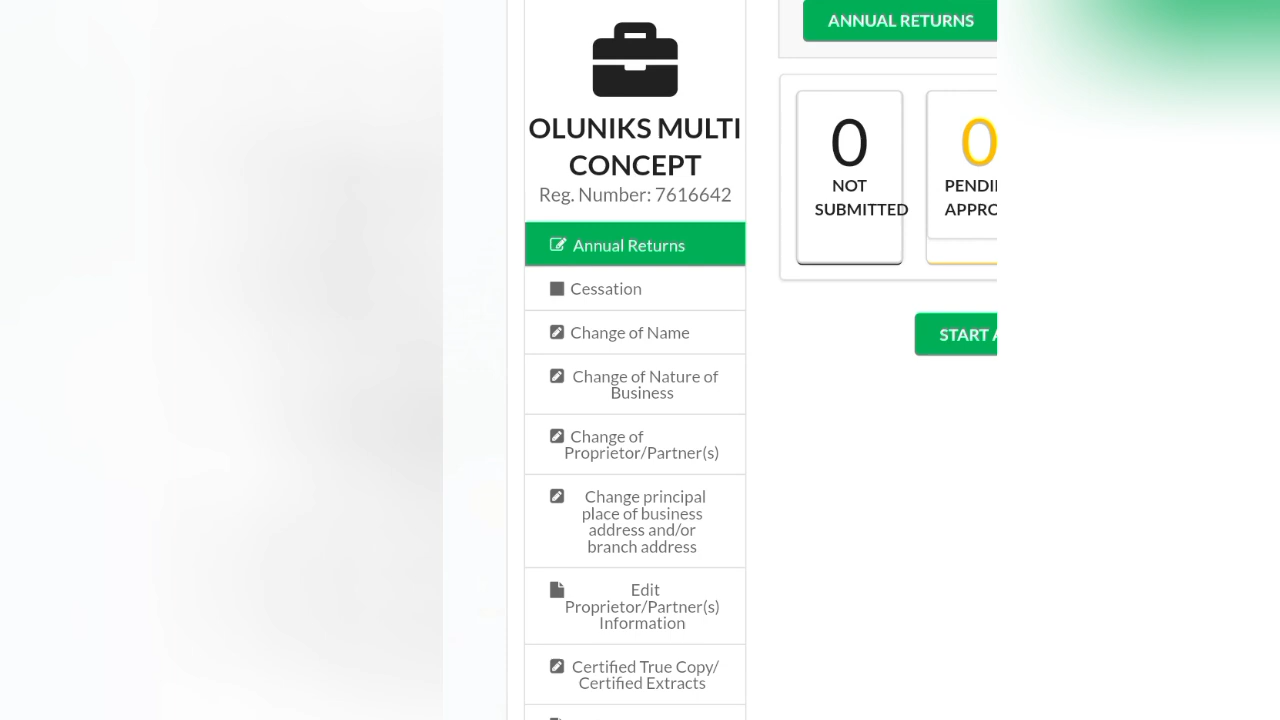 OLUNIKS MULTI
CONCEPT
Reg. Number: 7616642
Annual Returns
Cessation
Change of Name
Change of Nature of
Business
Change of
Proprietor/Partner(s)
Change principal
place of business
address and/or
branch address
Edit
Proprietor/Partner(s)
Information
Certified True Copy/
Certified Extracts
ANNUAL RETURNS
0
NOT
SUBMITTED
0
START